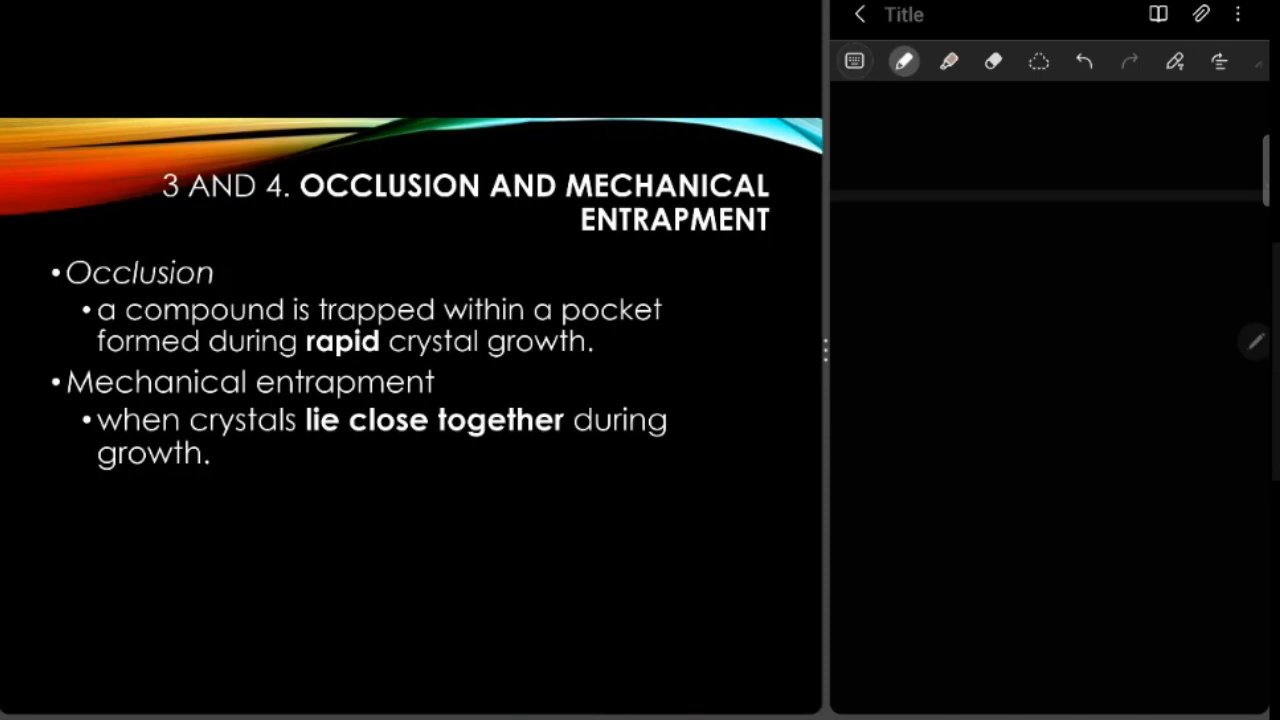 Title
3 AND 4. OCCLUSION AND MECHANICAL
ENTRAPMENT
•Occlusion
•a compound is trapped within a pocket
formed during rapid crystal growth.
•Mechanical entrapment
•when crystals lie close together during
growth.